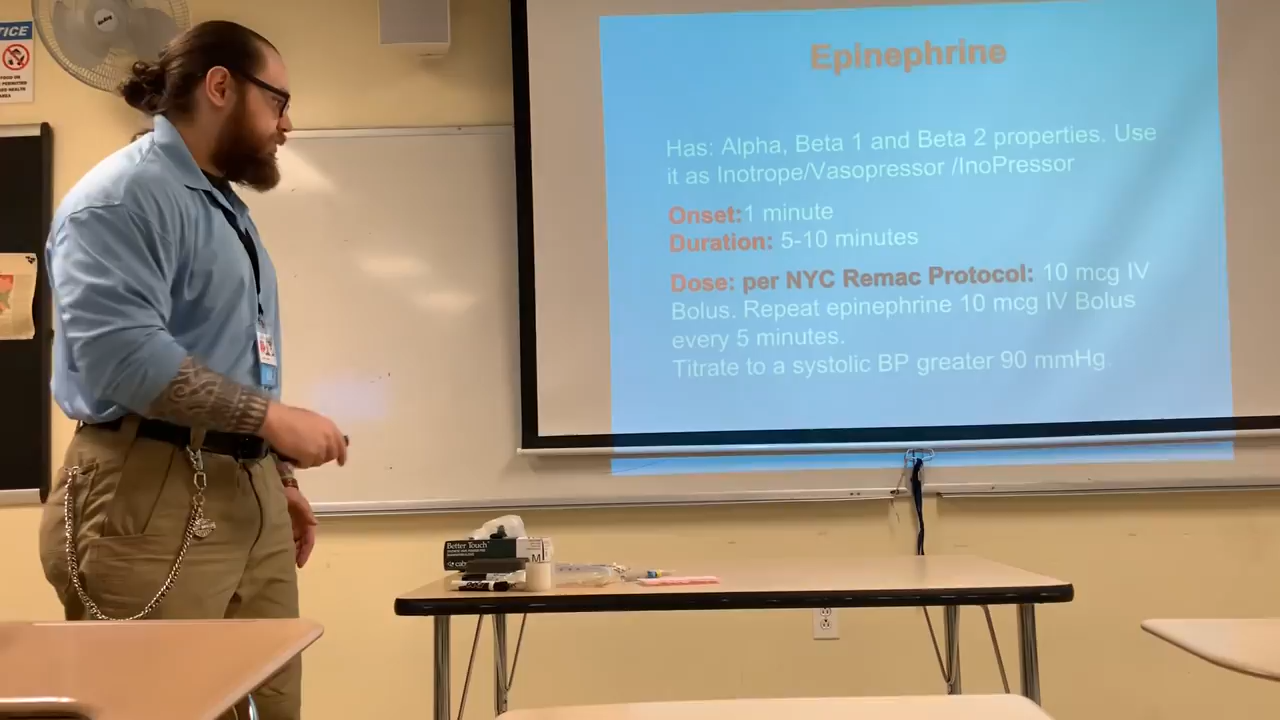 TICE
Epinephrine
Has: Alpha, Beta 1 and Beta 2 properties. Use
it as Inotrope/Vasopressor /InoPressor
Onset:1 minute
Duration: 5-10 minutes
Dose: per NYC Remac Protocol: 10 mcg IV
Bolus. Repeat epinephrine 10 mcg IV Bolus
every 5 minutes.
Titrate to a systolic BP greater 90 mmHg
Better Touch
M